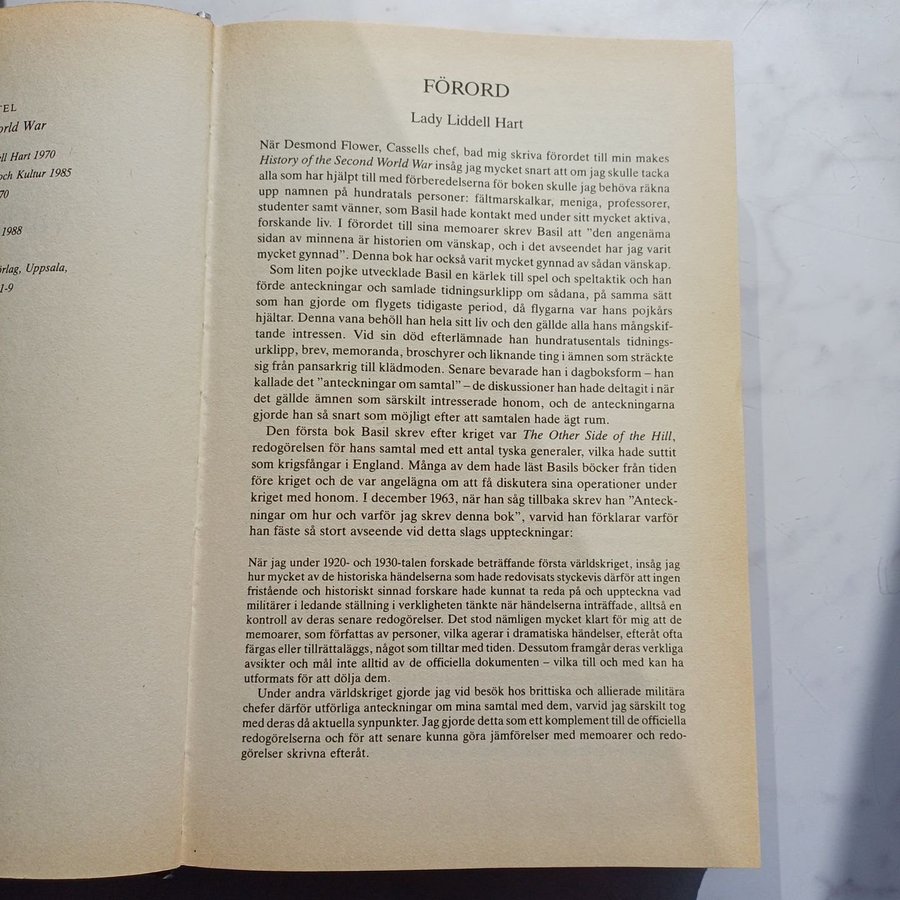 TEL
orld War
ell Hart 1970
och Kultur 1985
70
1988
örlag, Uppsala,
1-9
FÖRORD
Lady Liddell Hart
När Desmond Flower, Cassells chef, bad mig skriva förordet till min makes
History of the Second World War insåg jag mycket snart att om jag skulle tacka
alla som har hjälpt till med förberedelserna för boken skulle jag behöva räkna
upp namnen på hundratals personer: fältmarskalkar, meniga, professorer,
studenter samt vänner, som Basil hade kontakt med under sitt mycket aktiva,
forskande liv. I förordet till sina memoarer skrev Basil att ”den angenäma
sidan av minnena är historien om vänskap, och i det avseendet har jag varit
mycket gynnad”. Denna bok har också varit mycket gynnad av sådan vänskap.
Som liten pojke utvecklade Basil en kärlek till spel och speltaktik och han
förde anteckningar och samlade tidningsurklipp om sådana, på samma sätt
som han gjorde om flygets tidigaste period, då flygarna var hans pojkårs
hjältar. Denna vana behöll han hela sitt liv och den gällde alla hans mångskif-
tande intressen. Vid sin död efterlämnade han hundratusentals tidnings-
urklipp, brev, memoranda, broschyrer och liknande ting i ämnen som sträckte
sig från pansarkrig till klädmoden. Senare bevarade han i dagboksform – han
kallade det ”anteckningar om samtal” – de diskussioner han hade deltagit i när
det gällde ämnen som särskilt intresserade honom, och de anteckningarna
gjorde han så snart som möjligt efter att samtalen hade ägt rum.
Den första bok Basil skrev efter kriget var The Other Side of the Hill,
redogörelsen för hans samtal med ett antal tyska generaler, vilka hade suttit
som krigsfångar i England. Många av dem hade läst Basils böcker från tiden
före kriget och de var angelägna om att få diskutera sina operationer under
kriget med honom. I december 1963, när han såg tillbaka skrev han ”Anteck-
ningar om hur och varför jag skrev denna bok”, varvid han förklarar varför
han fäste så stort avseende vid detta slags uppteckningar:
När jag under 1920- och 1930-talen forskade beträffande första världskriget, insåg jag
hur mycket av de historiska händelserna som hade redovisats styckevis därför att ingen
fristående och historiskt sinnad forskare hade kunnat ta reda på och uppteckna vad
militärer i ledande ställning i verkligheten tänkte när händelserna inträffade, alltså en
kontroll av deras senare redogörelser. Det stod nämligen mycket klart för mig att de
memoarer, som författas av personer, vilka agerar i dramatiska händelser, efteråt ofta
färgas eller tillrättaläggs, något som tilltar med tiden. Dessutom framgår deras verkliga
avsikter och mål inte alltid av de officiella dokumenten – vilka till och med kan ha
utformats för att dölja dem.
Under andra världskriget gjorde jag vid besök hos brittiska och allierade militära
chefer därför utförliga anteckningar om mina samtal med dem, varvid jag särskilt tog
med deras då aktuella synpunkter. Jag gjorde detta som ett komplement till de officiella
redogörelserna och för att senare kunna göra jämförelser med memoarer och redo-
görelser skrivna efteråt.